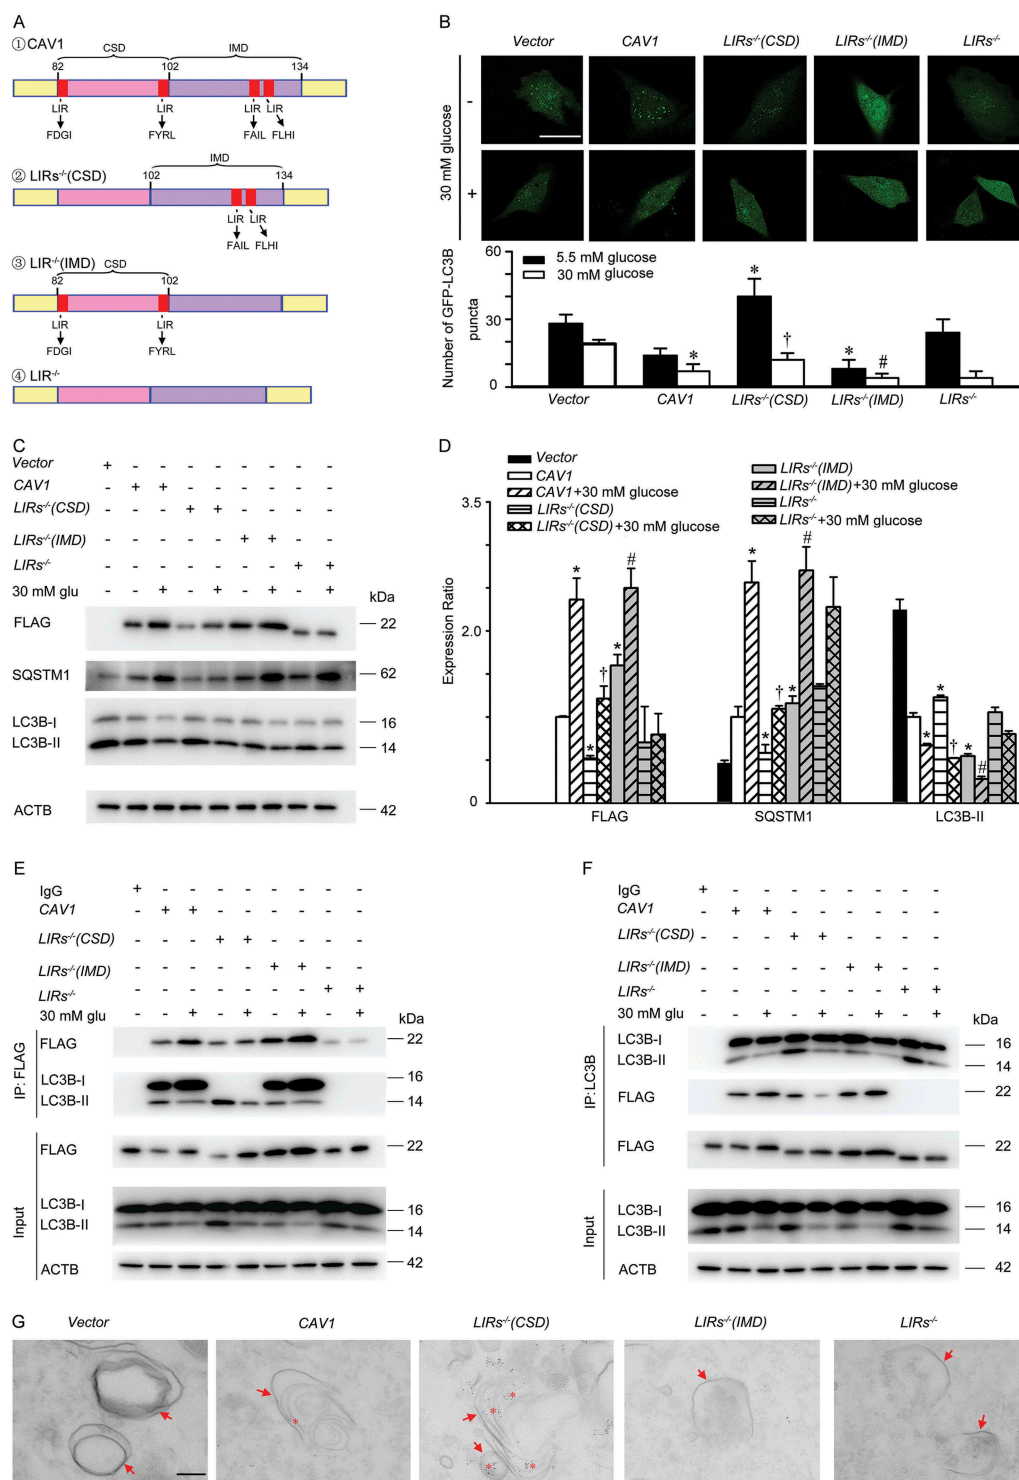 A
①CAV1
CSD
IMD
82
102
134
LIR
LIR
LIR
LIR
FDGI
FYRL
FAIL
FLHI
② LIRs-/-(CSD)
IMD
102
134
LIR
LIR
FAIL
FLHI
③ LIR-/-(IMD)
CSD
82
102
LIR
LIR
FDGI
FYRL
④ LIR-/-
B
Vector
CAV1
LIRs-/-(CSD)
LIRs-/-(IMD)
LIRs-/-
30 mM glucose
-
+
Number of GFP-LC3B
puncta
60
30
0
5.5 mM glucose
30 mM glucose
*
*
†
*
#
Vector
CAV1
LIRs-/-(CSD)
LIRs-/-(IMD)
LIRs-/-
C
Vector + - - - - - - - -
CAV1 - + + - - - - - -
LIRs-/-(CSD) - - - + + - - - -
LIRs-/-(IMD) - - - - - + + - -
LIRs-/- - - - - - - - + +
30 mM glu - - + - + - + - +
kDa
FLAG
22
SQSTM1
62
LC3B-I
16
LC3B-II
14
ACTB
42
D
Vector
CAV1
CAV1+30 mM glucose
LIRs-/-(CSD)
LIRs-/-(CSD)+30 mM glucose
LIRs-/-(IMD)
LIRs-/-(IMD)+30 mM glucose
LIRs-/-
LIRs-/-+30 mM glucose
Expression Ratio
3.5
2.0
0
* * † * #
* * † * #
* * † * #
FLAG
SQSTM1
LC3B-II
E
IgG + - - - - - - - -
CAV1 - + + - - - - - -
LIRs-/-(CSD) - - - + + - - - -
LIRs-/-(IMD) - - - - - + + - -
LIRs-/- - - - - - - - + +
30 mM glu - - + - + - + - +
kDa
IP: FLAG
FLAG
22
LC3B-I
16
LC3B-II
14
Input
FLAG
22
LC3B-I
16
LC3B-II
14
ACTB
42
F
IgG + - - - - - - - -
CAV1 - + + - - - - - -
LIRs-/-(CSD) - - - + + - - - -
LIRs-/-(IMD) - - - - - + + - -
LIRs-/- - - - - - - - + +
30 mM glu - - + - + - + - +
kDa
IP:LC3B
LC3B-I
16
LC3B-II
14
FLAG
22
FLAG
22
Input
LC3B-I
16
LC3B-II
14
ACTB
42
G
Vector
CAV1
LIRs-/-(CSD)
LIRs-/-(IMD)
LIRs-/-
*
* * * *